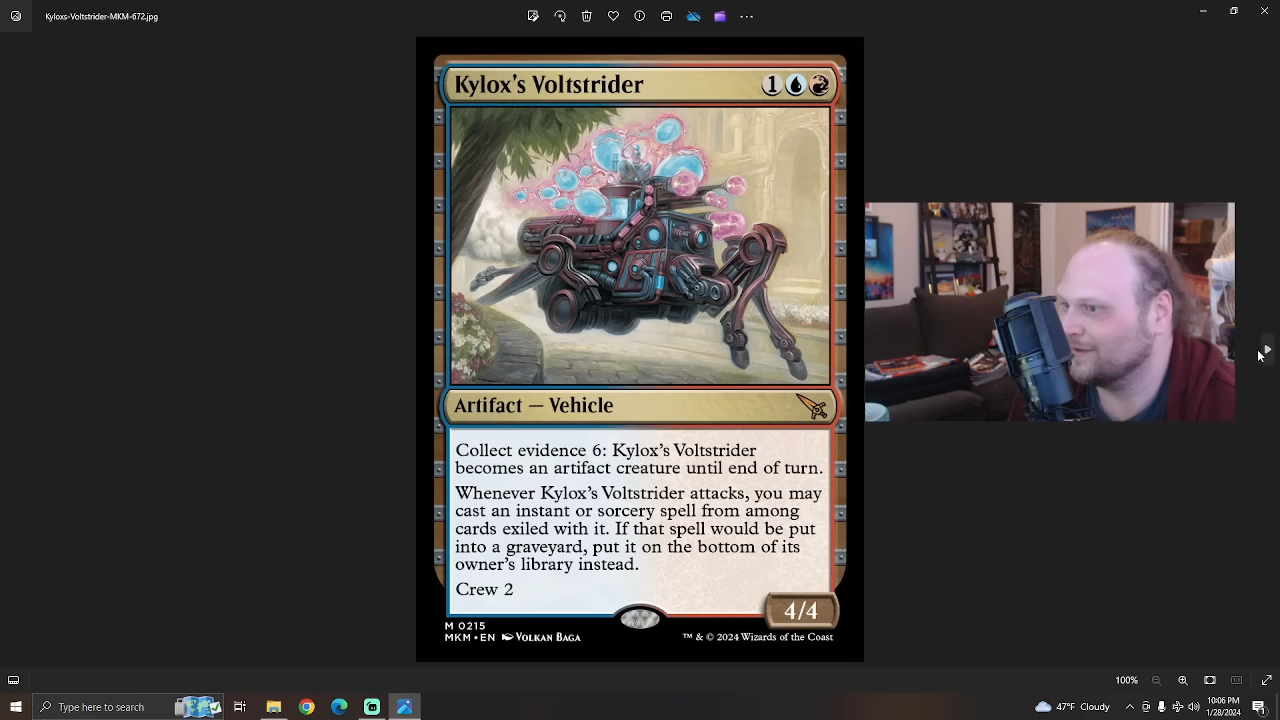 Kylox's-Voltstrider-MKM-672.jpg
Kylox's Voltstrider
1
Artifact — Vehicle
Collect evidence 6: Kylox's Voltstrider
becomes an artifact creature until end of turn.
Whenever Kylox's Voltstrider attacks, you may
cast an instant or sorcery spell from among
cards exiled with it. If that spell would be put
into a graveyard, put it on the bottom of its
owner's library instead.
Crew 2
4/4
M 0215
MKM • EN VOLKAN BAGA
™ & © 2024 Wizards of the Coast
100%
Type here to search
47°F
10:06 PM
1/28/2024